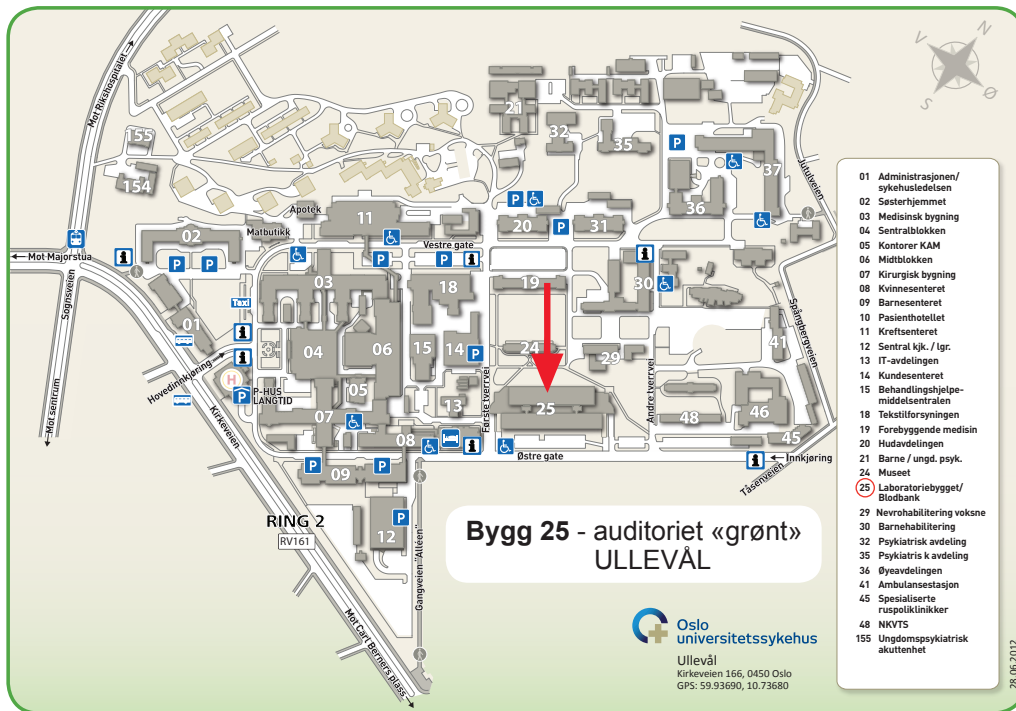 Mot Rikshospitalet
155
154
21
32
35
37
36
N
V
S
Ø
Jutulveien
P
P
P
Apotek
11
Matbutikk
02
20
31
Vestre gate
i
P
P
P
P
i
i
Mot Majorstua
Sognsveien
Taxi
01
i
i
03
18
19
30
04
06
15
14
P
24
29
41
Spångbergveien
Hovedinnkjøring
H
P
P-HUS
LANGTID
05
13
25
48
46
Mot sentrum
Kirkeveien
07
08
i
Første tverrvei
Andre tverrvei
45
Østre gate
i
Innkjøring
Tåsenveien
P
09
P
P
12
RING 2
RV161
Gangveien "Alléen"
Mot Carl Berners plass
Bygg 25 - auditoriet «grønt»
ULLEVÅL
Oslo
universitetssykehus
Ullevål
Kirkeveien 166, 0450 Oslo
GPS: 59.93690, 10.73680
01 Administrasjonen/
sykehusledelsen
02 Søsterhjemmet
03 Medisinsk bygning
04 Sentralblokken
05 Kontorer KAM
06 Midtblokken
07 Kirurgisk bygning
08 Kvinnesenteret
09 Barnesenteret
10 Pasienthotellet
11 Kreftsenteret
12 Sentral kjk. / lgr.
13 IT-avdelingen
14 Kundesenteret
15 Behandlingshjelpe-
middelsentralen
18 Tekstilforsyningen
19 Forebyggende medisin
20 Hudavdelingen
21 Barne / ungd. psyk.
24 Museet
25 Laboratoriebygget/
Blodbank
29 Nevrohabilitering voksne
30 Barnehabilitering
32 Psykiatrisk avdeling
35 Psykiatris k avdeling
36 Øyeavdelingen
41 Ambulansestasjon
45 Spesialiserte
ruspoliklinikker
48 NKVTS
155 Ungdomspsykiatrisk
akuttenhet
28.06.2012